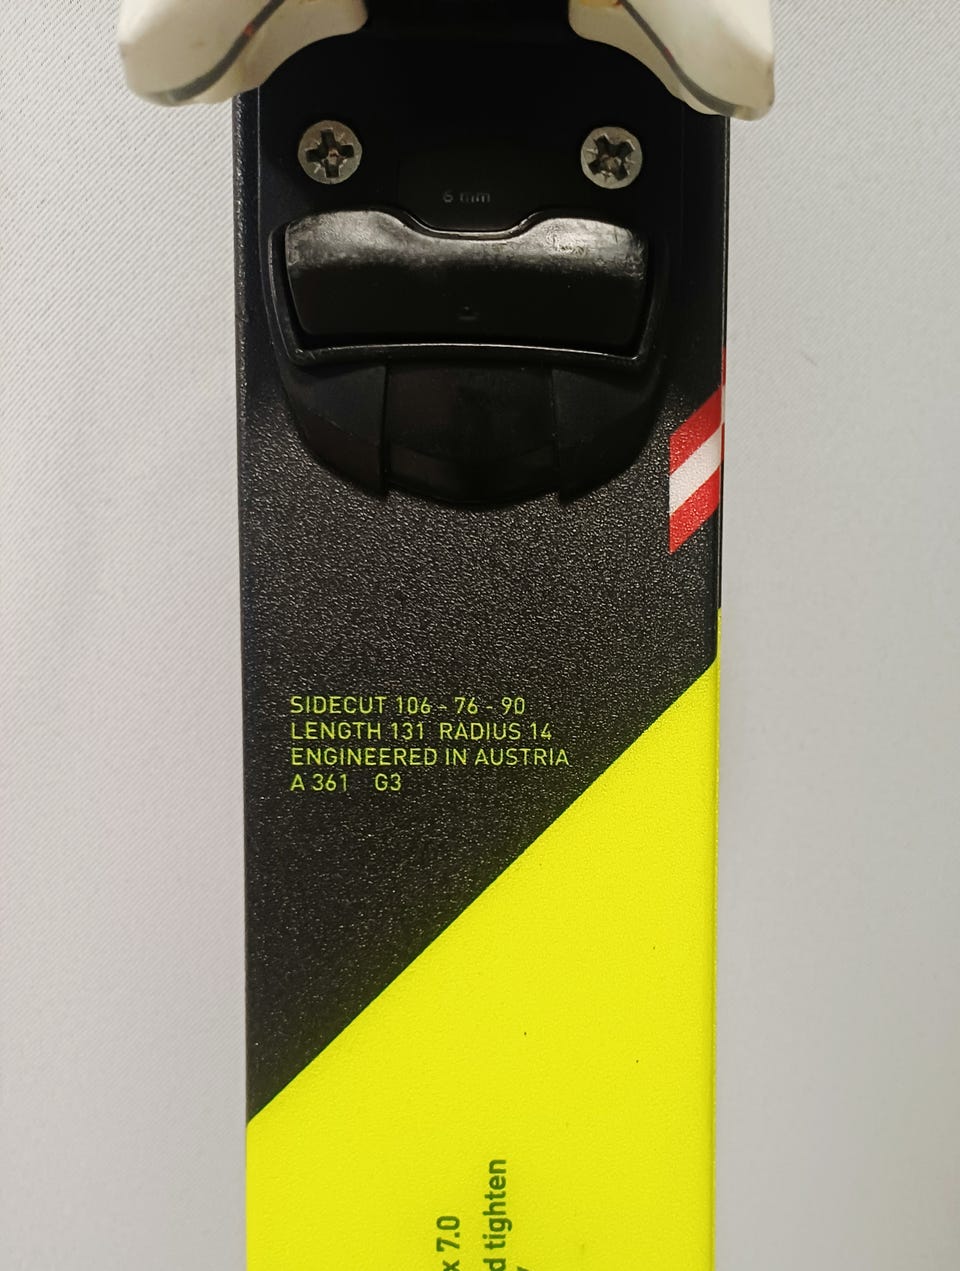 6 mm
SIDECUT 106 - 76 - 90
LENGTH 131 RADIUS 14
ENGINEERED IN AUSTRIA
A 361 G3
x 7.0
d tighten